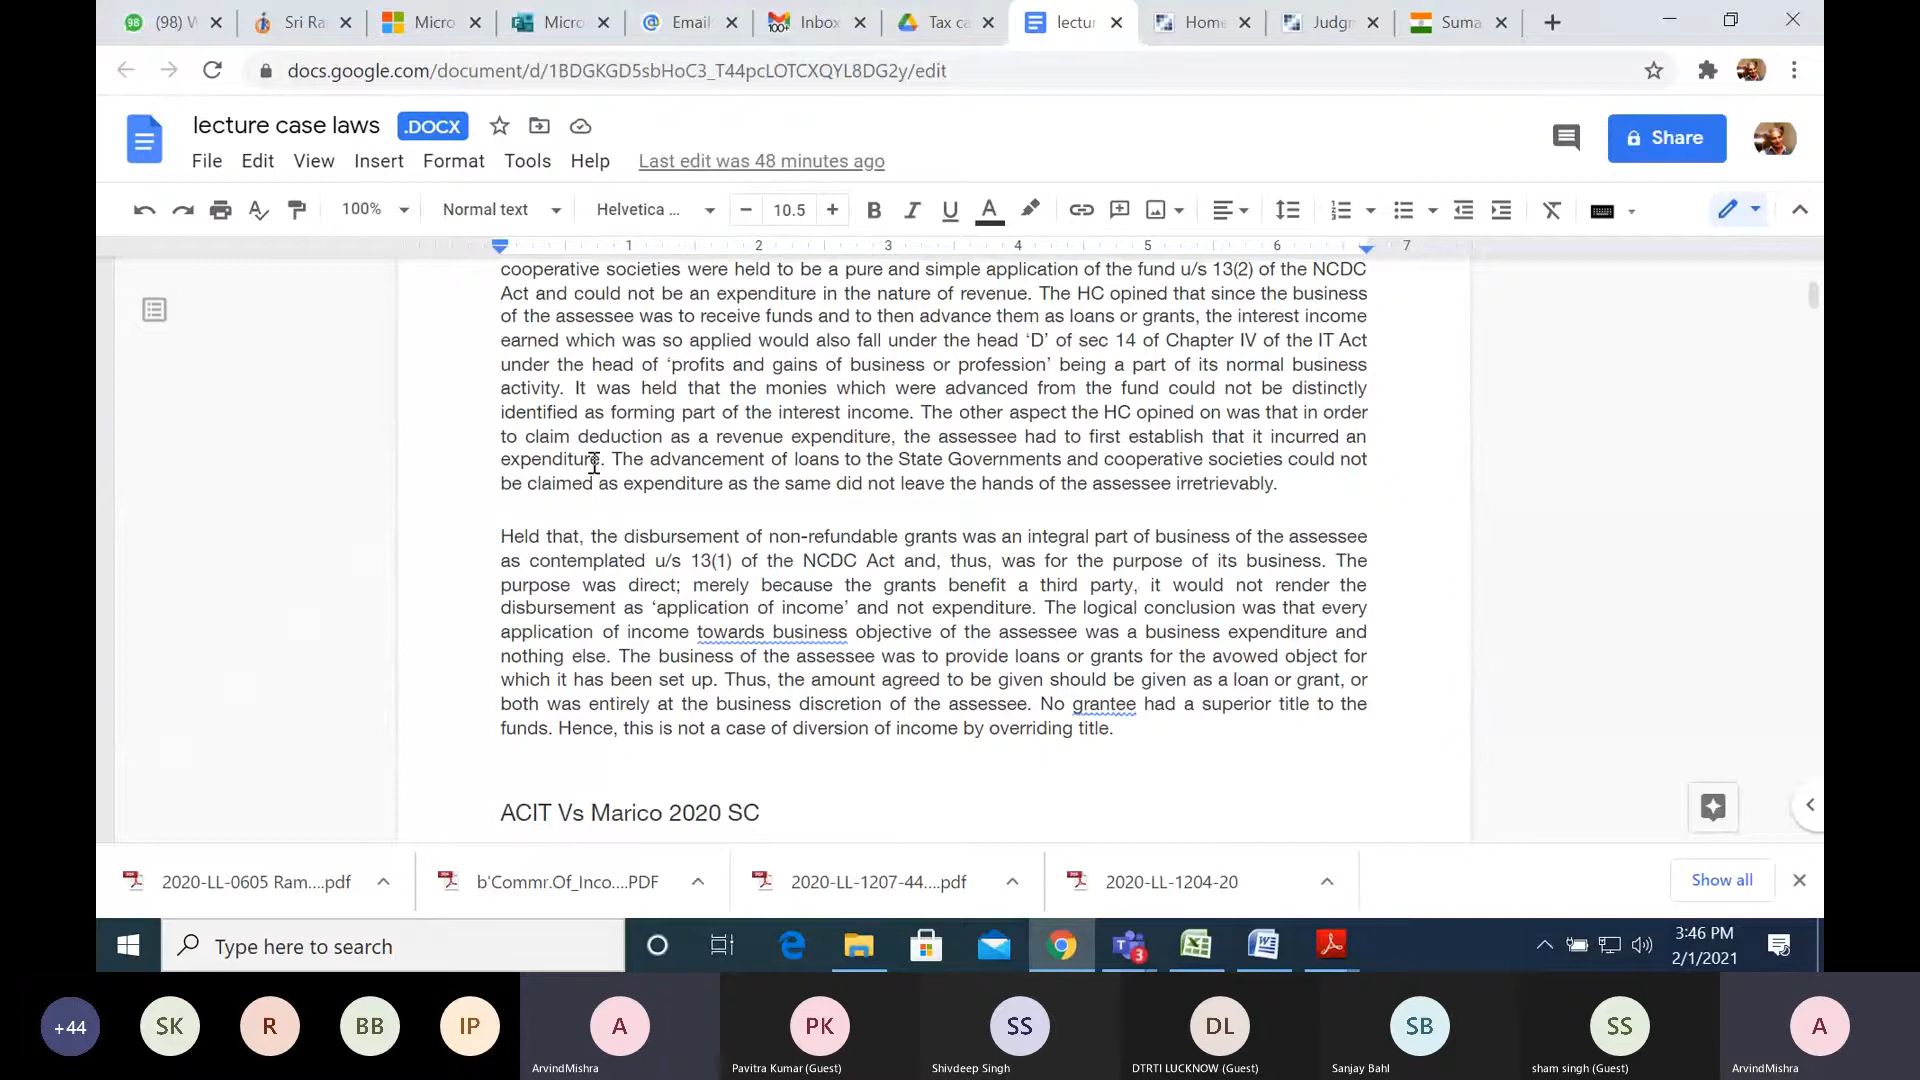 (98) W
Sri Ra
Micro
Micro
Email
Inbox
Tax ca
lectur
Home
Judgm
Suma
docs.google.com/document/d/1BDGKGD5sbHoC3_T44pcLOTCXQYL8DG2y/edit
lecture case laws .DOCX
Share
File Edit View Insert Format Tools Help Last edit was 48 minutes ago
100% Normal text Helvetica ... 10.5 B I U A
1 2 3 4 5 6 7
cooperative societies were held to be a pure and simple application of the fund u/s 13(2) of the NCDC
Act and could not be an expenditure in the nature of revenue. The HC opined that since the business
of the assessee was to receive funds and to then advance them as loans or grants, the interest income
earned which was so applied would also fall under the head ‘D’ of sec 14 of Chapter IV of the IT Act
under the head of ‘profits and gains of business or profession’ being a part of its normal business
activity. It was held that the monies which were advanced from the fund could not be distinctly
identified as forming part of the interest income. The other aspect the HC opined on was that in order
to claim deduction as a revenue expenditure, the assessee had to first establish that it incurred an
expenditure. The advancement of loans to the State Governments and cooperative societies could not
be claimed as expenditure as the same did not leave the hands of the assessee irretrievably.
Held that, the disbursement of non-refundable grants was an integral part of business of the assessee
as contemplated u/s 13(1) of the NCDC Act and, thus, was for the purpose of its business. The
purpose was direct; merely because the grants benefit a third party, it would not render the
disbursement as ‘application of income’ and not expenditure. The logical conclusion was that every
application of income towards business objective of the assessee was a business expenditure and
nothing else. The business of the assessee was to provide loans or grants for the avowed object for
which it has been set up. Thus, the amount agreed to be given should be given as a loan or grant, or
both was entirely at the business discretion of the assessee. No grantee had a superior title to the
funds. Hence, this is not a case of diversion of income by overriding title.
ACIT Vs Marico 2020 SC
2020-LL-0605 Ram....pdf
b'Commr.Of_Inco....PDF
2020-LL-1207-44....pdf
2020-LL-1204-20
Show all
Type here to search
3
3:46 PM
2/1/2021
+44 SK R BB IP A PK SS DL SB SS A
ArvindMishra
Pavitra Kumar (Guest)
Shivdeep Singh
DTRTI LUCKNOW (Guest)
Sanjay Bahl
sham singh (Guest)
ArvindMishra